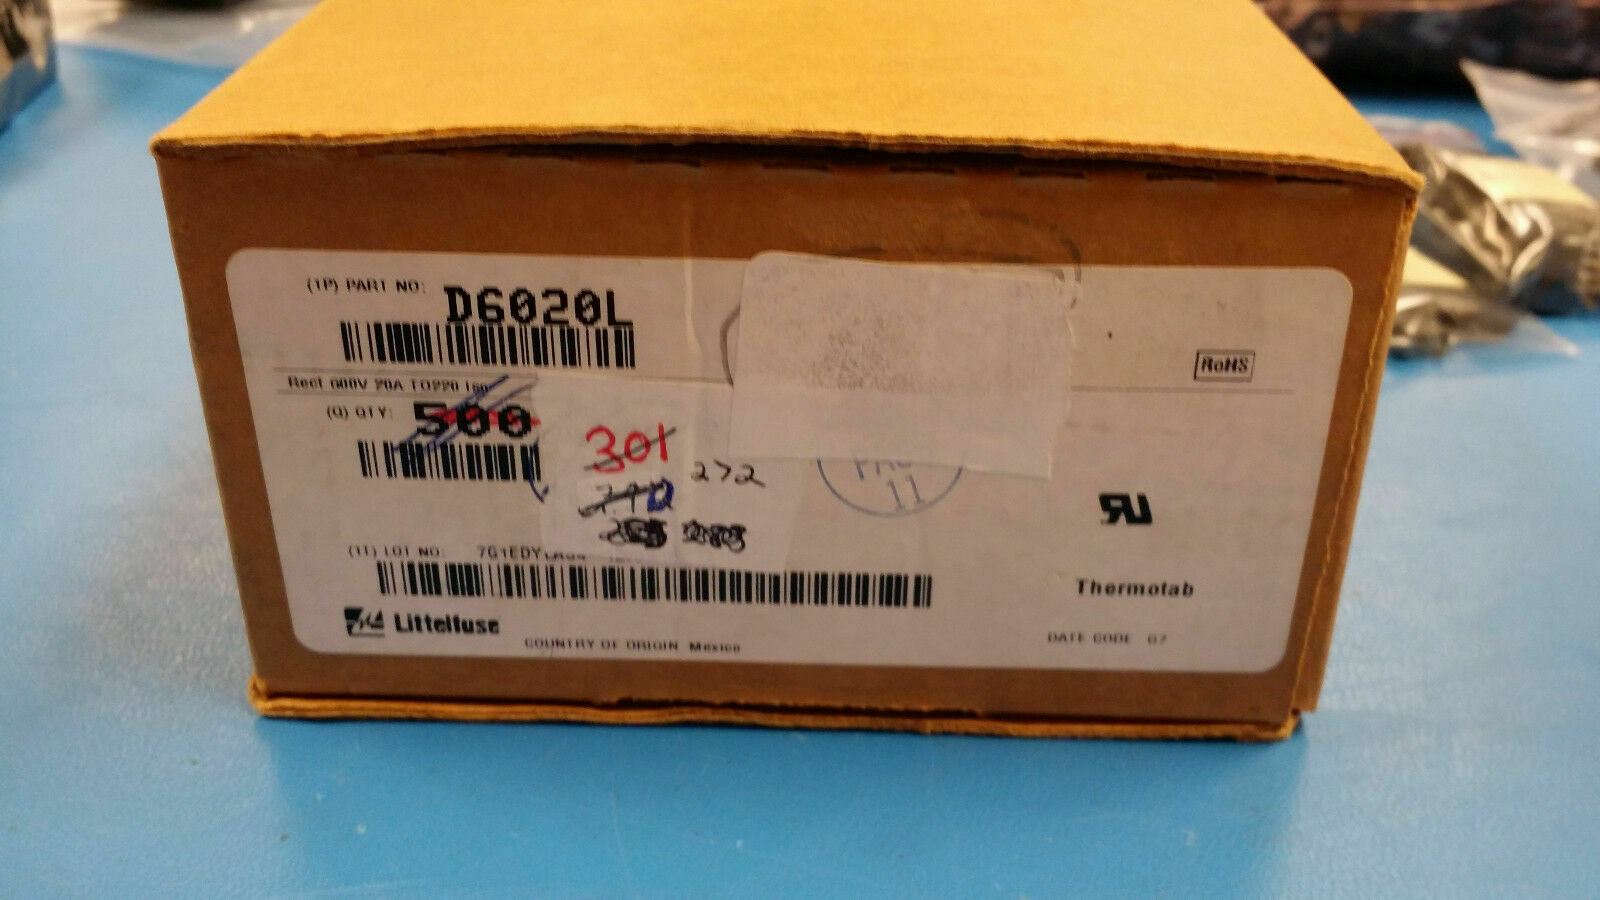 (1P) PART NO:
D6020L
RoHS
Rect 600V 20A TO220 Iso
(Q) QTY: 500
301
272
11
(1T) LOT NO:
Thermotab
Littelfuse
COUNTRY OF ORIGIN Mexico
DATE CODE G7